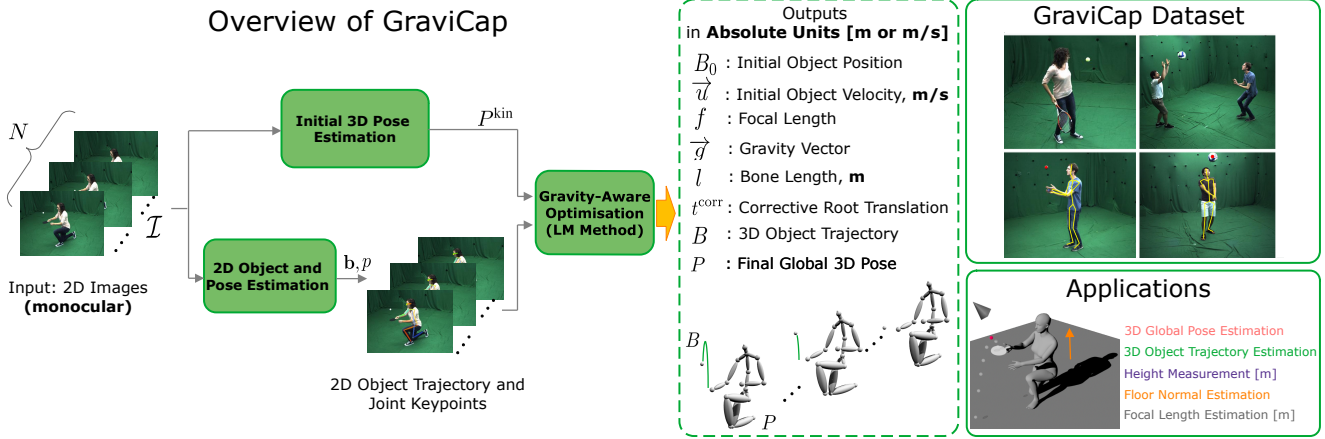 Overview of GraviCap
N
𝓘
Input: 2D Images
(monocular)
Initial 3D Pose
Estimation
P^kin
2D Object and
Pose Estimation
b, p
2D Object Trajectory and
Joint Keypoints
Gravity-Aware
Optimisation
(LM Method)
Outputs
in Absolute Units [m or m/s]
B₀ : Initial Object Position
u⃗ : Initial Object Velocity, m/s
f : Focal Length
g⃗ : Gravity Vector
l : Bone Length, m
t^corr : Corrective Root Translation
B : 3D Object Trajectory
P : Final Global 3D Pose
B
P
GraviCap Dataset
Applications
3D Global Pose Estimation
3D Object Trajectory Estimation
Height Measurement [m]
Floor Normal Estimation
Focal Length Estimation [m]